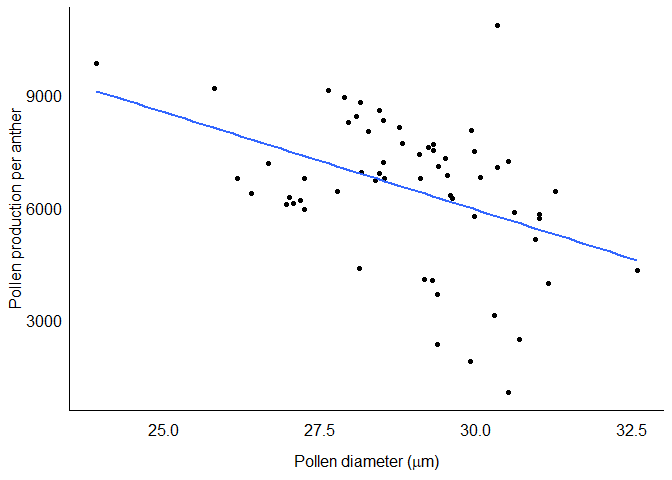 Pollen production per anther
9000
6000
3000
25.0 27.5 30.0 32.5
Pollen diameter (μm)